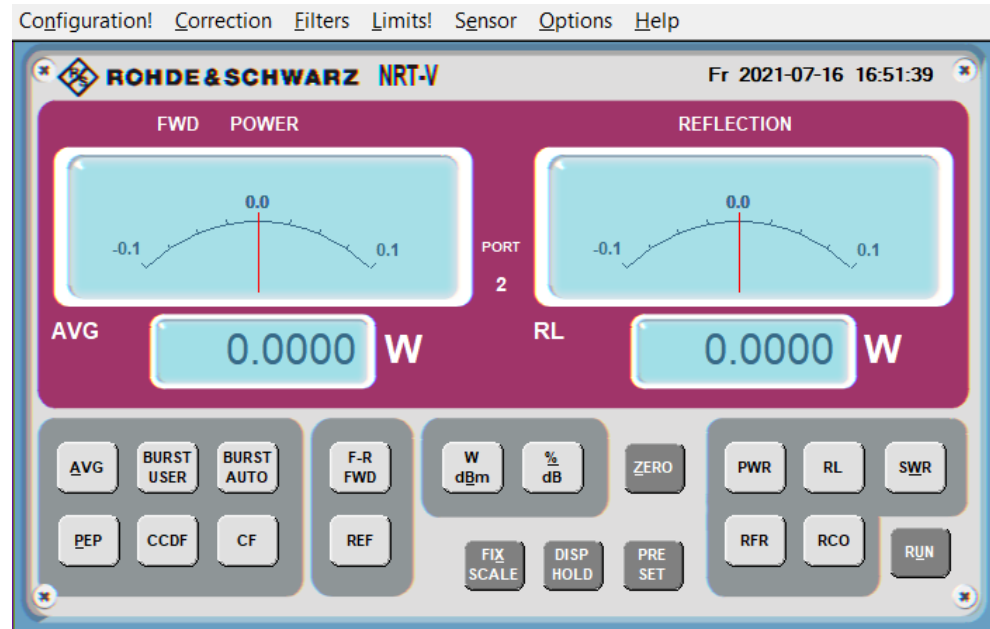 Configuration! Correction Filters Limits! Sensor Options Help
ROHDE&SCHWARZ NRT-V Fr 2021-07-16 16:51:39
FWD POWER REFLECTION
0.0 0.0
-0.1 0.1 PORT -0.1 0.1
2
AVG 0.0000 W RL 0.0000 W
AVG BURST USER BURST AUTO F-R FWD W dBm % dB ZERO PWR RL SWR
PEP CCDF CF REF FIX SCALE DISP HOLD PRE SET RFR RCO RUN